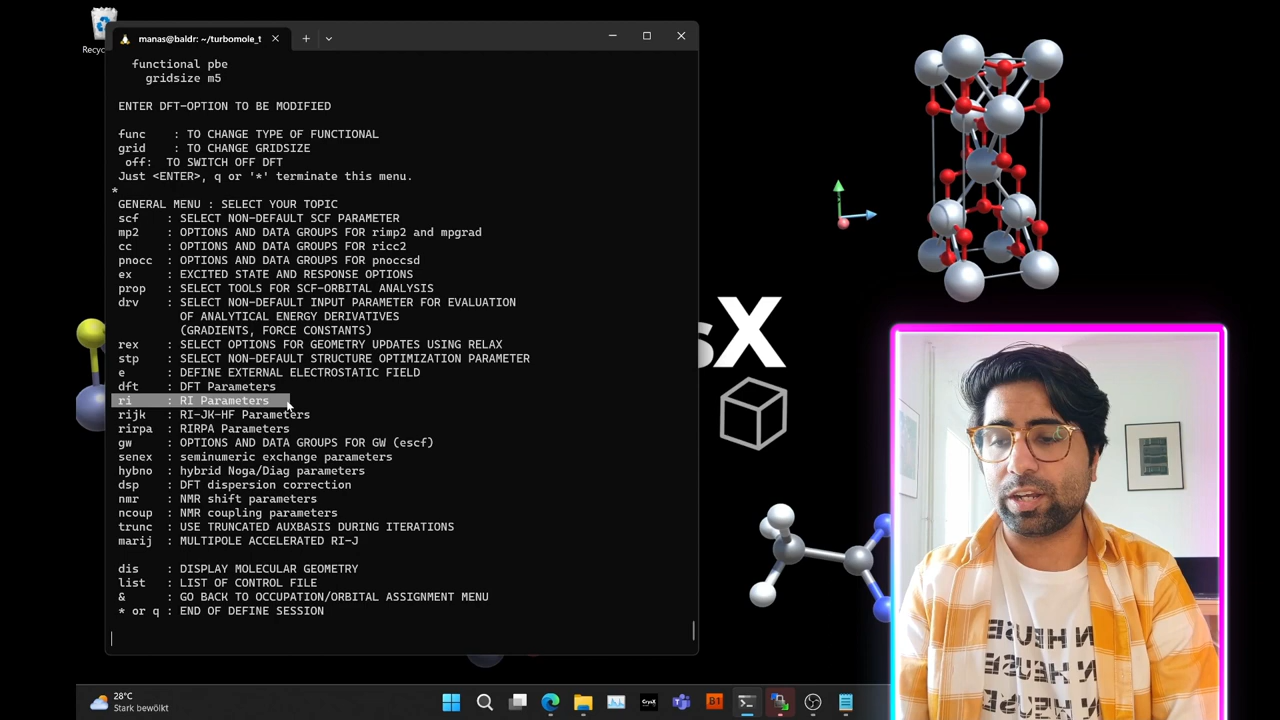 Recyc
manas@baldr: ~/turbomole_t
functional pbe
gridsize m5
ENTER DFT-OPTION TO BE MODIFIED
func : TO CHANGE TYPE OF FUNCTIONAL
grid : TO CHANGE GRIDSIZE
off: TO SWITCH OFF DFT
Just <ENTER>, q or '*' terminate this menu.
*
GENERAL MENU : SELECT YOUR TOPIC
scf : SELECT NON-DEFAULT SCF PARAMETER
mp2 : OPTIONS AND DATA GROUPS FOR rimp2 and mpgrad
cc : OPTIONS AND DATA GROUPS FOR ricc2
pnocc : OPTIONS AND DATA GROUPS FOR pnoccsd
ex : EXCITED STATE AND RESPONSE OPTIONS
prop : SELECT TOOLS FOR SCF-ORBITAL ANALYSIS
drv : SELECT NON-DEFAULT INPUT PARAMETER FOR EVALUATION
OF ANALYTICAL ENERGY DERIVATIVES
(GRADIENTS, FORCE CONSTANTS)
rex : SELECT OPTIONS FOR GEOMETRY UPDATES USING RELAX
stp : SELECT NON-DEFAULT STRUCTURE OPTIMIZATION PARAMETER
e : DEFINE EXTERNAL ELECTROSTATIC FIELD
dft : DFT Parameters
ri : RI Parameters
rijk : RI-JK-HF Parameters
rirpa : RIRPA Parameters
gw : OPTIONS AND DATA GROUPS FOR GW (escf)
senex : seminumeric exchange parameters
hybno : hybrid Noga/Diag parameters
dsp : DFT dispersion correction
nmr : NMR shift parameters
ncoup : NMR coupling parameters
trunc : USE TRUNCATED AUXBASIS DURING ITERATIONS
marij : MULTIPOLE ACCELERATED RI-J
dis : DISPLAY MOLECULAR GEOMETRY
list : LIST OF CONTROL FILE
& : GO BACK TO OCCUPATION/ORBITAL ASSIGNMENT MENU
* or q : END OF DEFINE SESSION
sX
N HEUSE
N HEUSE
N HEUSE
28°C
Stark bewölkt
CrysX
B1